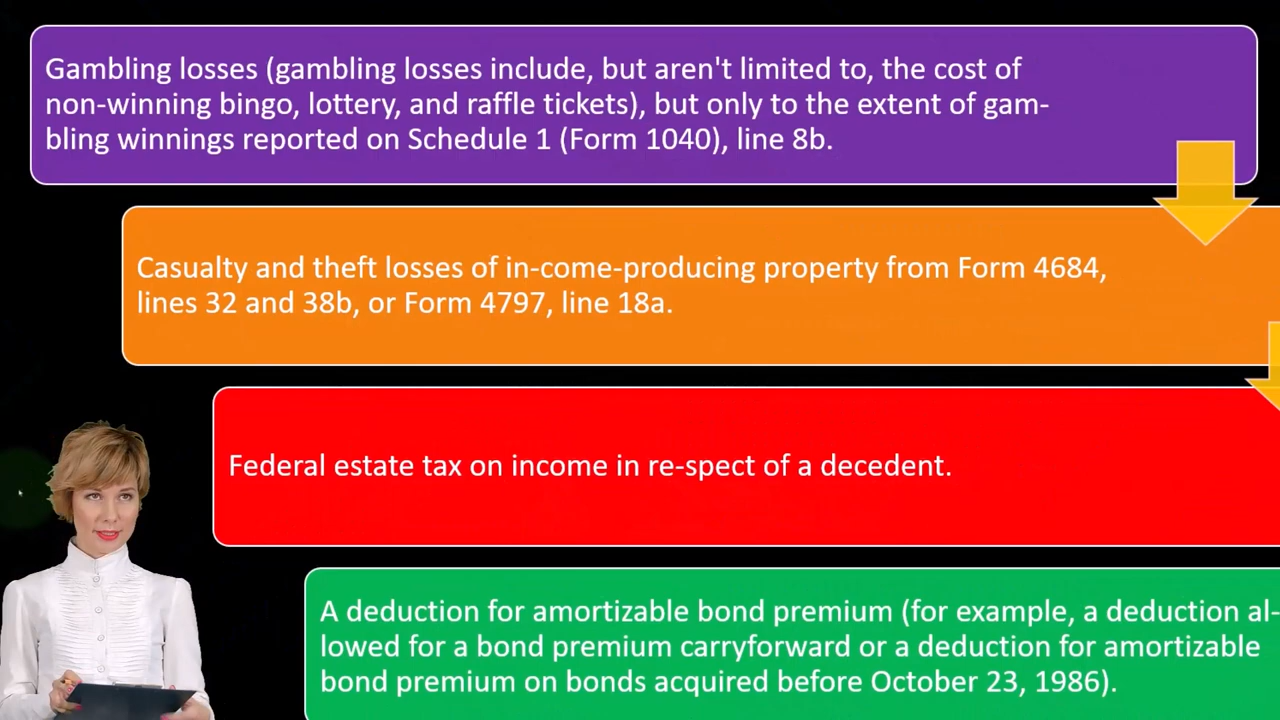 Gambling losses (gambling losses include, but aren't limited to, the cost of
non-winning bingo, lottery, and raffle tickets), but only to the extent of gam-
bling winnings reported on Schedule 1 (Form 1040), line 8b.
Casualty and theft losses of in-come-producing property from Form 4684,
lines 32 and 38b, or Form 4797, line 18a.
Federal estate tax on income in re-spect of a decedent.
A deduction for amortizable bond premium (for example, a deduction al-
lowed for a bond premium carryforward or a deduction for amortizable
bond premium on bonds acquired before October 23, 1986).